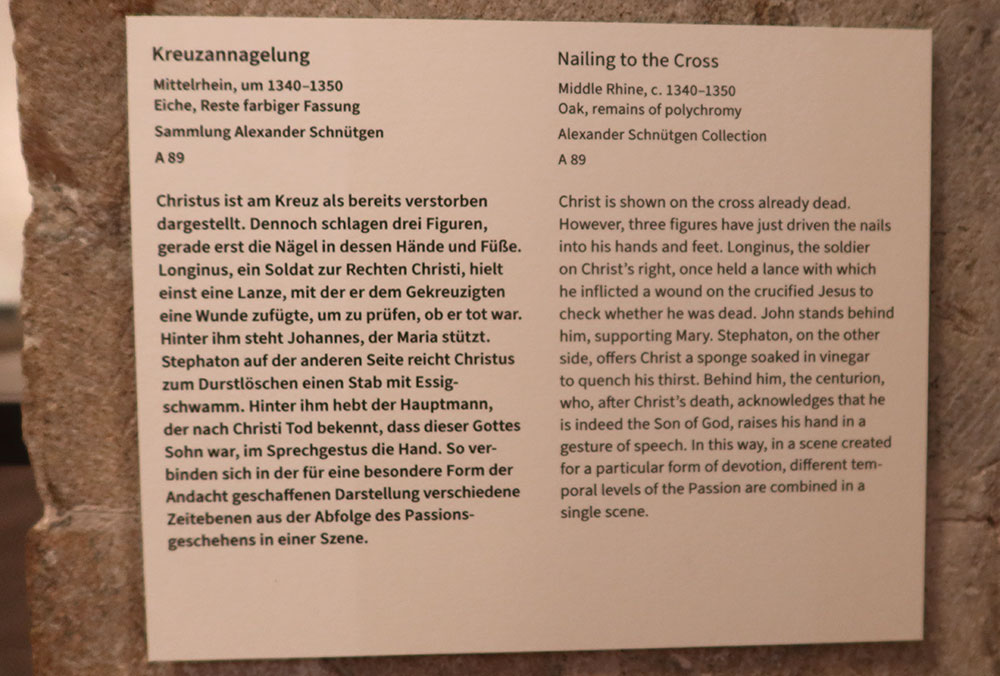 Kreuzannagelung
Mittelrhein, um 1340–1350
Eiche, Reste farbiger Fassung
Sammlung Alexander Schnütgen
A 89
Christus ist am Kreuz als bereits verstorben
dargestellt. Dennoch schlagen drei Figuren,
gerade erst die Nägel in dessen Hände und Füße.
Longinus, ein Soldat zur Rechten Christi, hielt
einst eine Lanze, mit der er dem Gekreuzigten
eine Wunde zufügte, um zu prüfen, ob er tot war.
Hinter ihm steht Johannes, der Maria stützt.
Stephaton auf der anderen Seite reicht Christus
zum Durstlöschen einen Stab mit Essig-
schwamm. Hinter ihm hebt der Hauptmann,
der nach Christi Tod bekennt, dass dieser Gottes
Sohn war, im Sprechgestus die Hand. So ver-
binden sich in der für eine besondere Form der
Andacht geschaffenen Darstellung verschiedene
Zeitebenen aus der Abfolge des Passions-
geschehens in einer Szene.
Nailing to the Cross
Middle Rhine, c. 1340–1350
Oak, remains of polychromy
Alexander Schnütgen Collection
A 89
Christ is shown on the cross already dead.
However, three figures have just driven the nails
into his hands and feet. Longinus, the soldier
on Christ's right, once held a lance with which
he inflicted a wound on the crucified Jesus to
check whether he was dead. John stands behind
him, supporting Mary. Stephaton, on the other
side, offers Christ a sponge soaked in vinegar
to quench his thirst. Behind him, the centurion,
who, after Christ's death, acknowledges that he
is indeed the Son of God, raises his hand in a
gesture of speech. In this way, in a scene created
for a particular form of devotion, different tem-
poral levels of the Passion are combined in a
single scene.